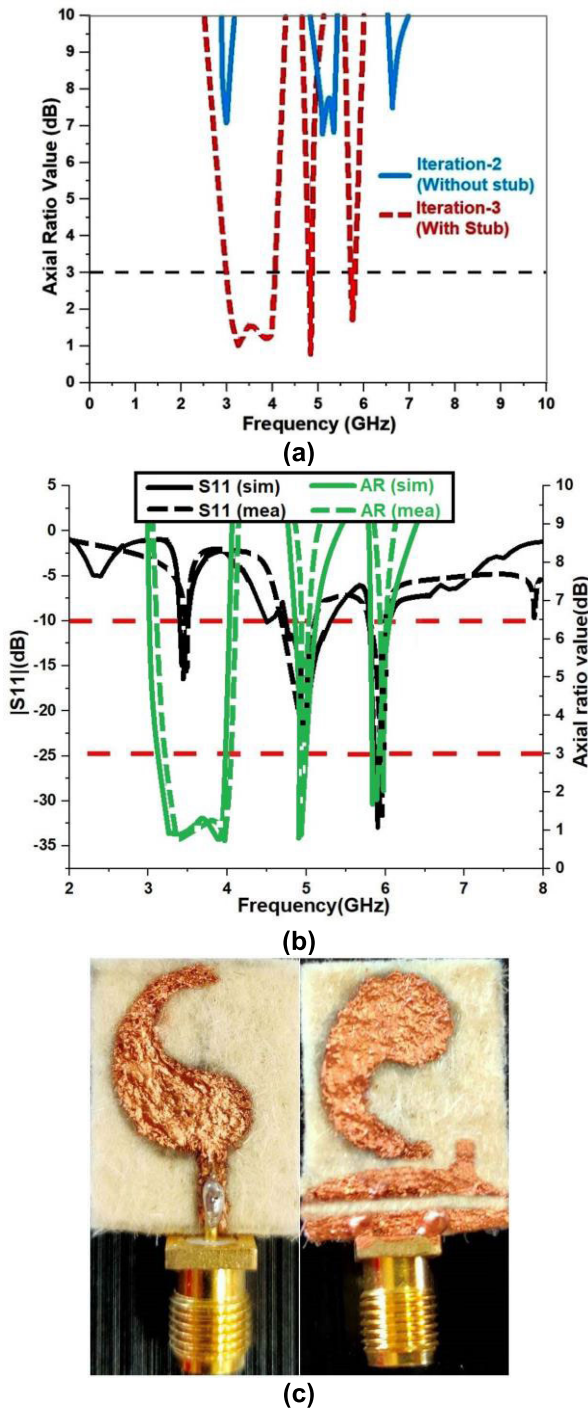 10
9
8
7
6
5
4
3
2
1
0
Axial Ratio Value (dB)
Iteration-2
(Without stub)
Iteration-3
(With Stub)
0 1 2 3 4 5 6 7 8 9 10
Frequency (GHz)
(a)
S11 (sim) AR (sim)
S11 (mea) AR (mea)
5
0
-5
-10
-15
-20
-25
-30
-35
|S11|(dB)
10
9
8
7
6
5
4
3
2
1
0
Axial ratio value(dB)
2 3 4 5 6 7 8
Frequency(GHz)
(b)
(c)